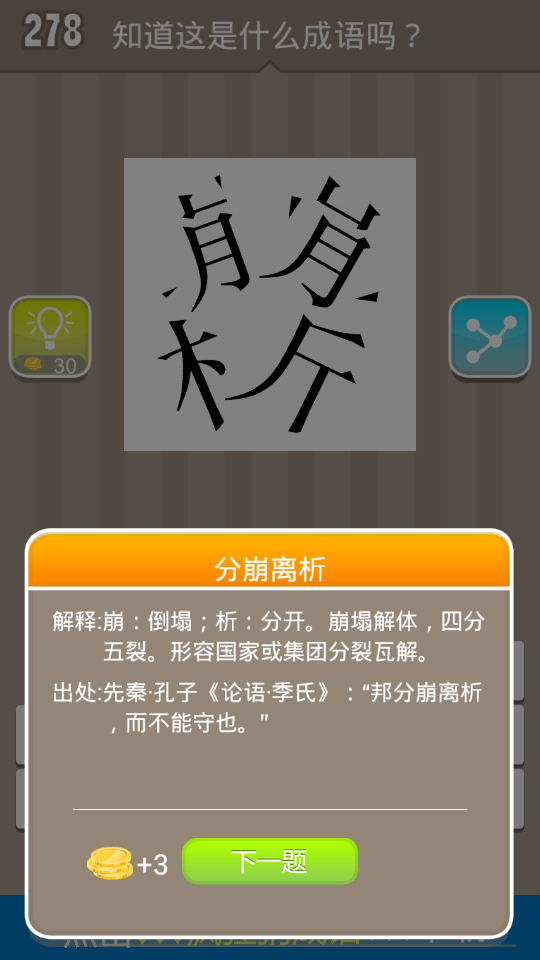 278 知道这是什么成语吗？
崩 析
30
分崩离析
解释:崩：倒塌；析：分开。崩塌解体，四分
五裂。形容国家或集团分裂瓦解。
出处:先秦·孔子《论语·季氏》："邦分崩离析
，而不能守也。"
+3 下一题